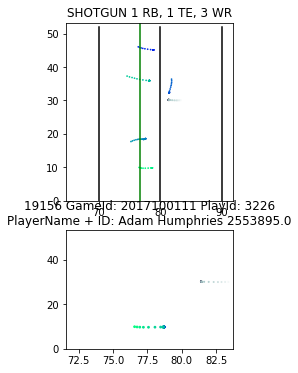 SHOTGUN 1 RB, 1 TE, 3 WR
50
40
30
20
10
0
70 80 90
19156 GameId: 2017100111 PlayId: 3226
PlayerName + ID: Adam Humphries 2553895.0
40
20
0
72.5 75.0 77.5 80.0 82.5